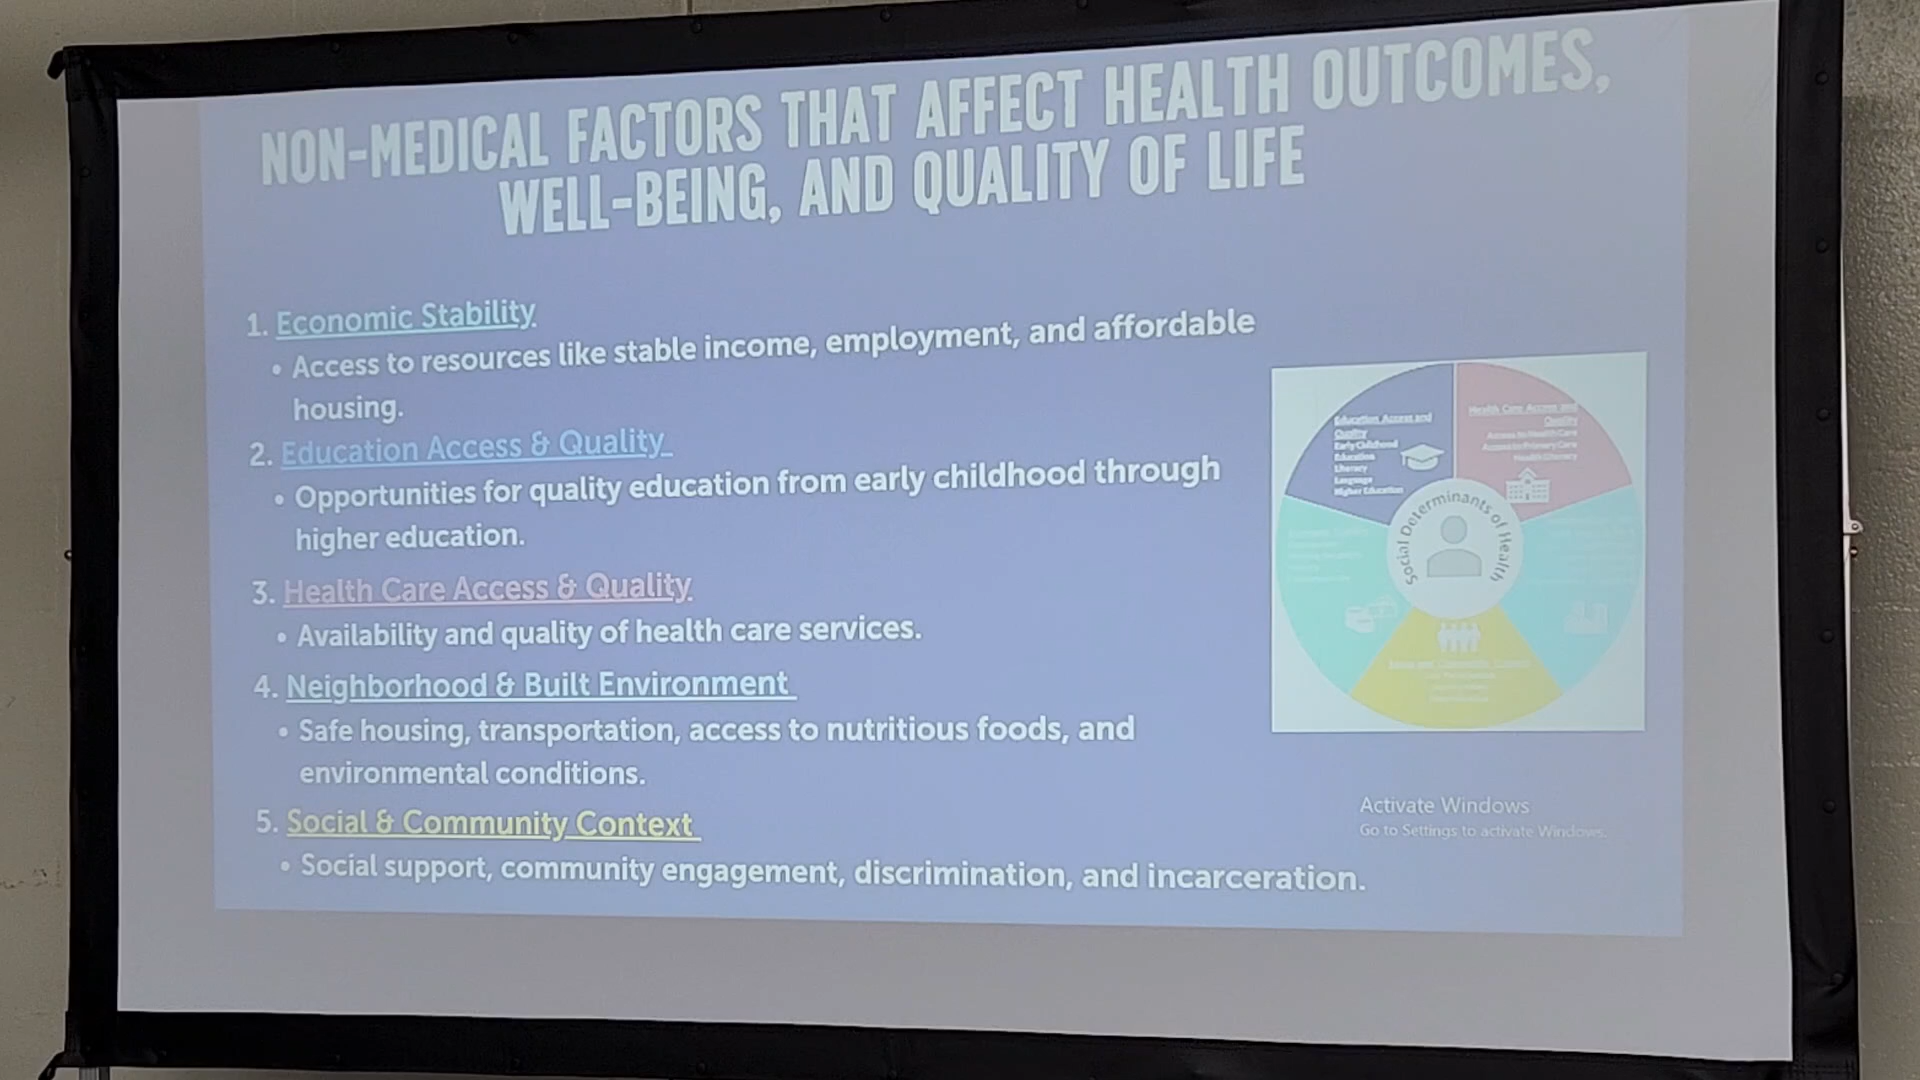 NON-MEDICAL FACTORS THAT AFFECT HEALTH OUTCOMES,
WELL-BEING, AND QUALITY OF LIFE
1. Economic Stability
• Access to resources like stable income, employment, and affordable
housing.
2. Education Access & Quality
• Opportunities for quality education from early childhood through
higher education.
3. Health Care Access & Quality
• Availability and quality of health care services.
4. Neighborhood & Built Environment
• Safe housing, transportation, access to nutritious foods, and
environmental conditions.
5. Social & Community Context
• Social support, community engagement, discrimination, and incarceration.
Education Access and
Quality
Early Childhood
Education
Literacy
Language
Higher Education
Health Care Access and
Quality
Access to Health Care
Access to Primary Care
Health Literacy
Social Determinants of Health
Activate Windows
Go to Settings to activate Windows.